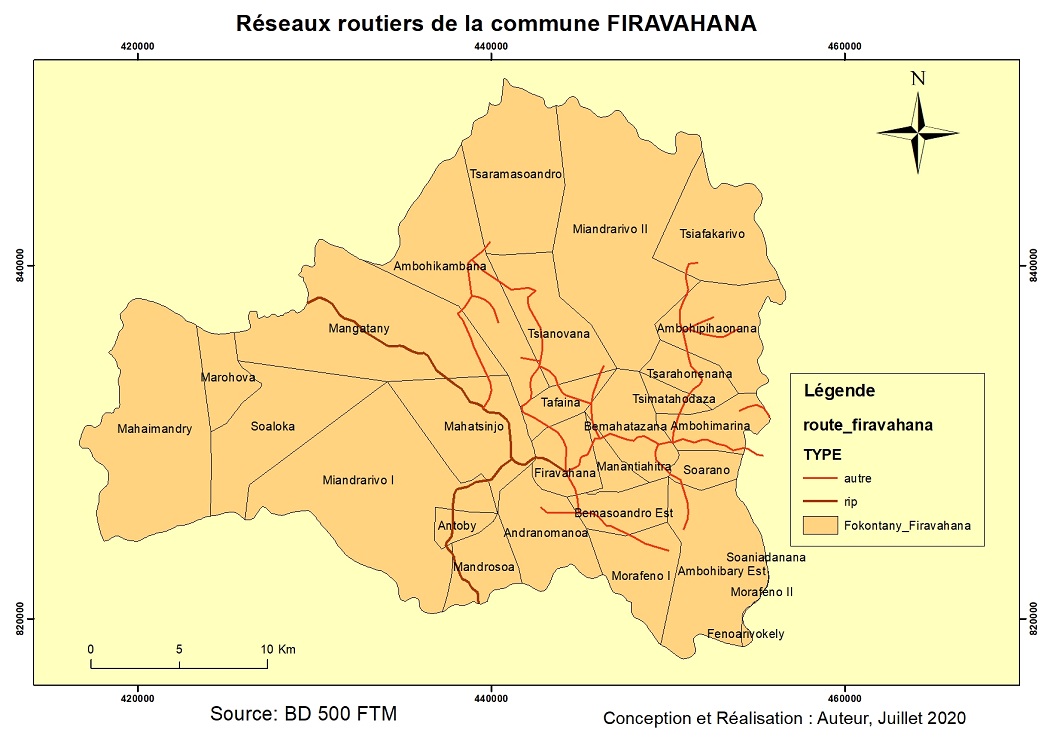 Réseaux routiers de la commune FIRAVAHANA
420000 440000 460000
N
Tsaramasoandro
Miandrarivo II
Tsiafakarivo
840000
Ambohikambana
840000
Mangatany
Tsianovana
Ambohipihaonana
Marohova
Tsarahonenana
Légende
Tafaina
Tsimatahodaza
Mahaimandry
Soaloka
Mahatsinjo
Bemahatazana
Ambohimarina
route_firavahana
TYPE
Miandrarivo I
Firavahana
Manantiahitra
Soarano
autre
rip
Fokontany_Firavahana
Antoby
Andranomanoa
Bemasoandro Est
Mandrosoa
Morafeno I
Soaniadanana
Ambohibary Est
Morafeno II
820000
Fenoarivokely
820000
0 5 10 Km
420000 440000 460000
Source: BD 500 FTM
Conception et Réalisation : Auteur, Juillet 2020